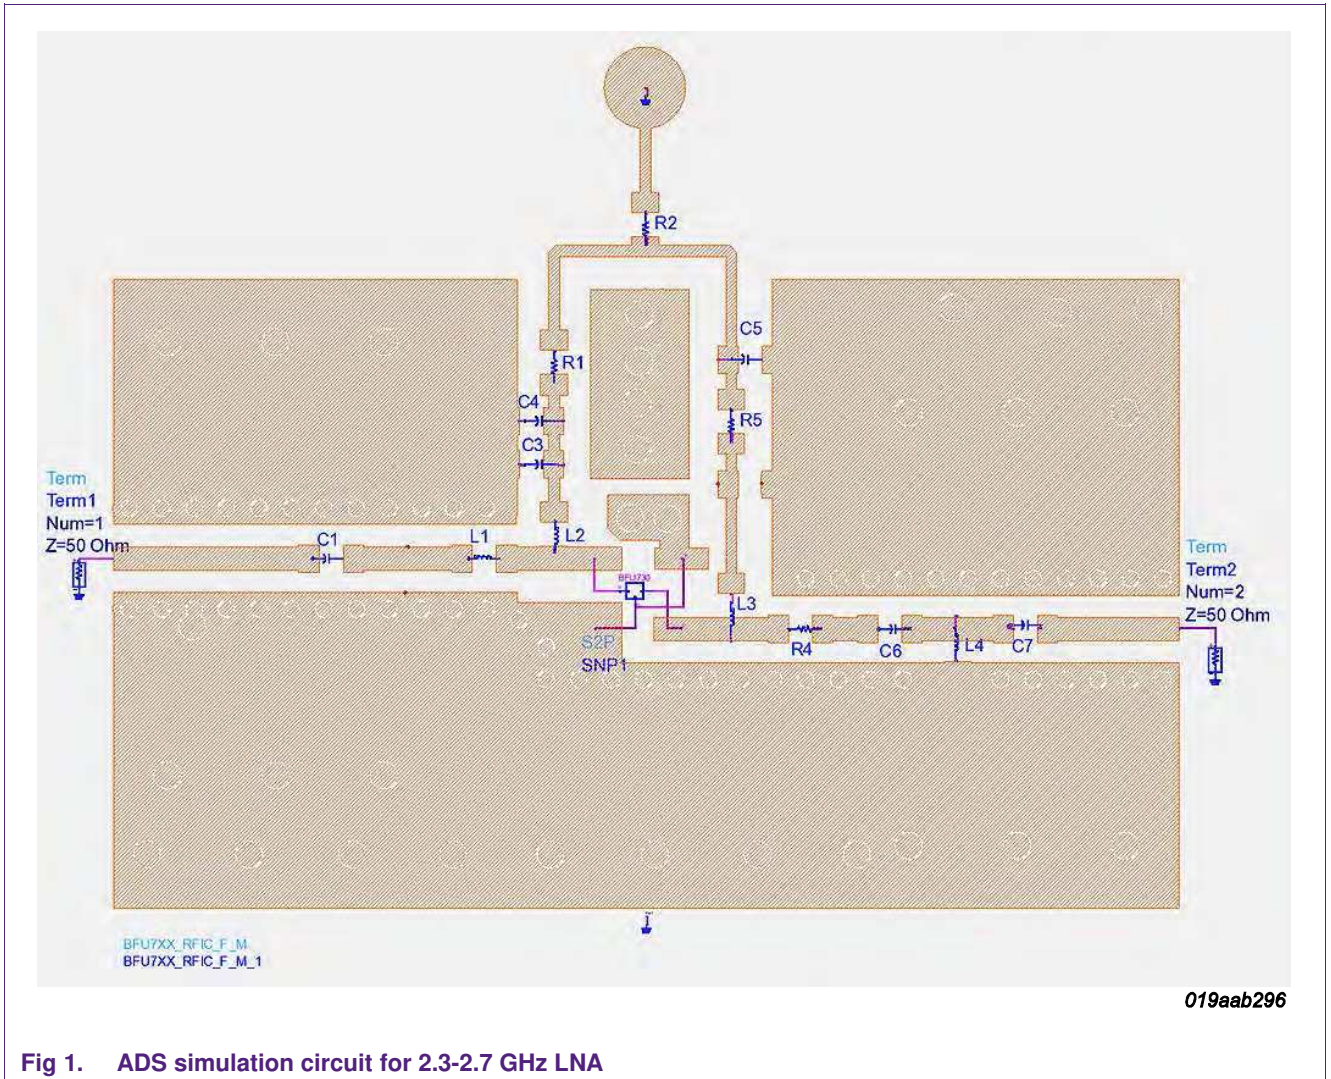 R2
C5
R1
C4
R5
C3
Term
Term1
Num=1
Z=50 Ohm
C1
L1
L2
Term
Term2
Num=2
Z=50 Ohm
BFU730
L3
S2P
SNP1
R4
C6
L4
C7
BFU7XX_RFIC_F_M
BFU7XX_RFIC_F_M_1
019aab296
Fig 1. ADS simulation circuit for 2.3-2.7 GHz LNA